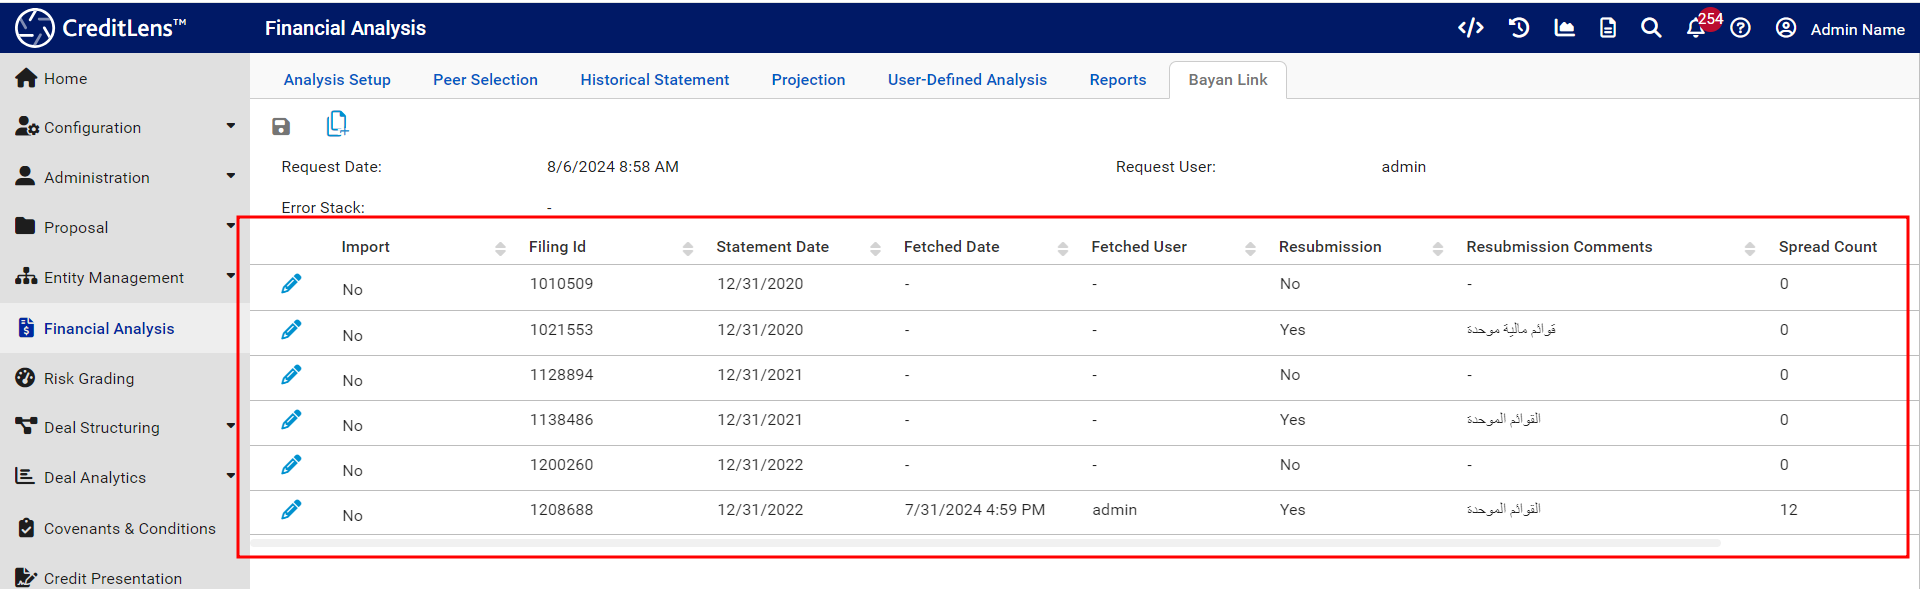 CreditLens™ Financial Analysis 254 Admin Name
Home
Configuration
Administration
Proposal
Entity Management
Financial Analysis
Risk Grading
Deal Structuring
Deal Analytics
Covenants & Conditions
Credit Presentation
Analysis Setup Peer Selection Historical Statement Projection User-Defined Analysis Reports Bayan Link
Request Date: 8/6/2024 8:58 AM Request User: admin
Error Stack: -
Import Filing Id Statement Date Fetched Date Fetched User Resubmission Resubmission Comments Spread Count
No 1010509 12/31/2020 - - No - 0
No 1021553 12/31/2020 - - Yes قوائم مالية موحدة 0
No 1128894 12/31/2021 - - No - 0
No 1138486 12/31/2021 - - Yes القوائم الموحدة 0
No 1200260 12/31/2022 - - No - 0
No 1208688 12/31/2022 7/31/2024 4:59 PM admin Yes القوائم الموحدة 12